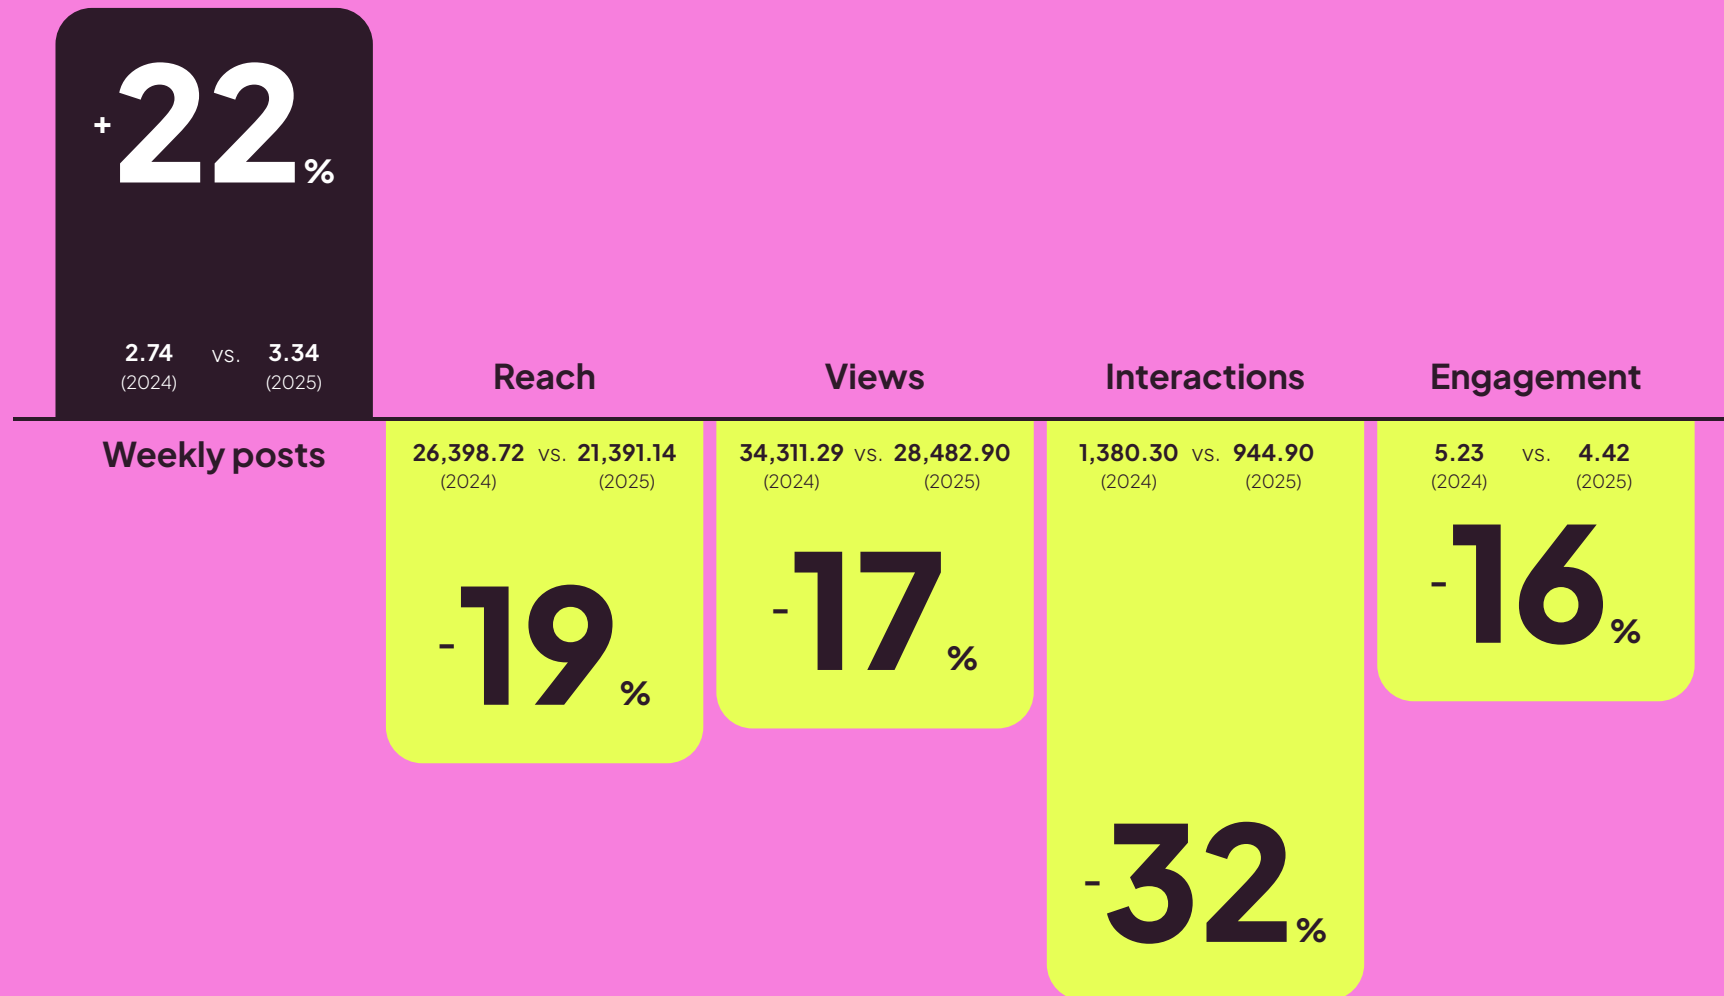 +22%
2.74 vs. 3.34
(2024) (2025)
Weekly posts
Reach
26,398.72 vs. 21,391.14
(2024) (2025)
-19%
Views
34,311.29 vs. 28,482.90
(2024) (2025)
-17%
Interactions
1,380.30 vs. 944.90
(2024) (2025)
-32%
Engagement
5.23 vs. 4.42
(2024) (2025)
-16%